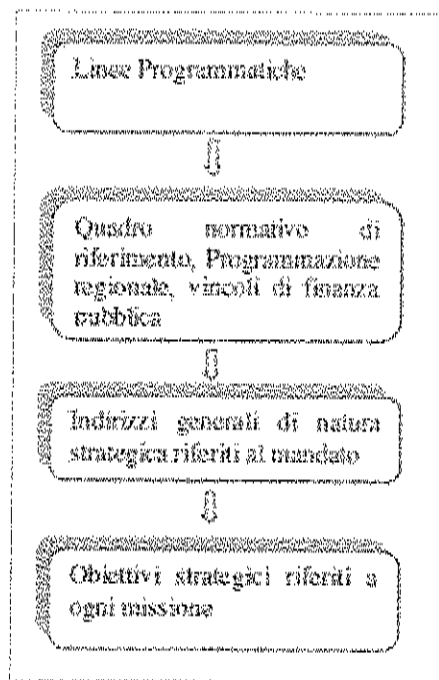 Linee Programmatiche
Quadro normativo di
riferimento, Programmazione
regionale, vincoli di finanza
pubblica
Indirizzi generali di natura
strategica riferiti al mandato
Obiettivi strategici riferiti a
ogni missione